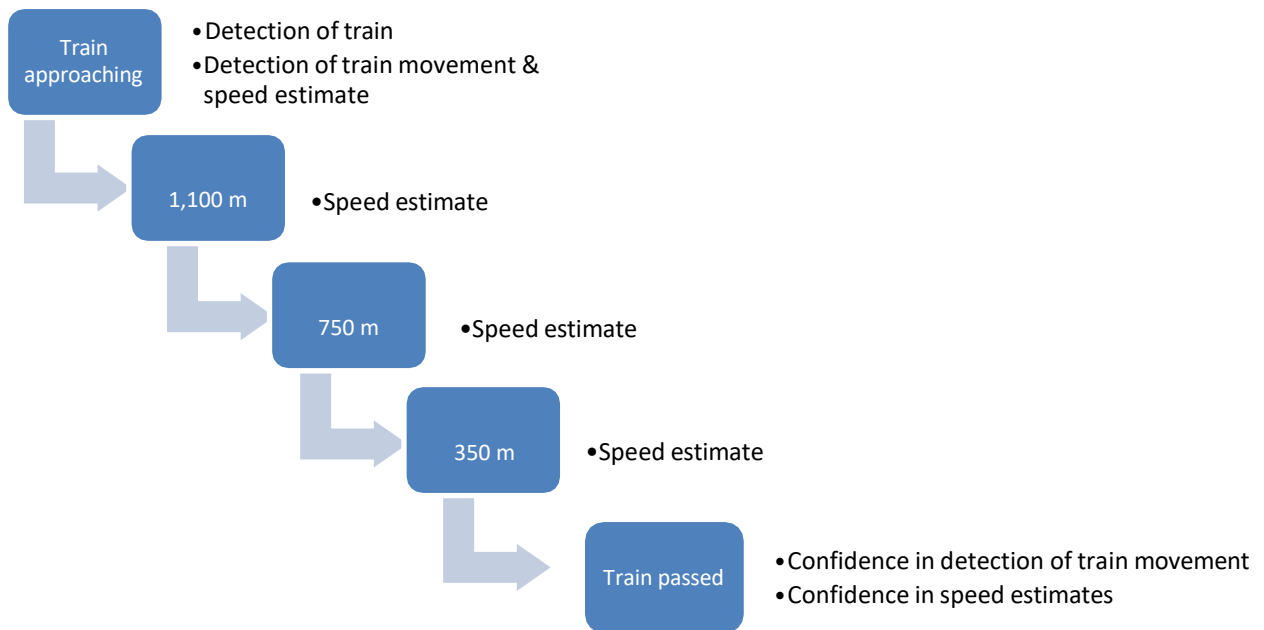 Train
approaching
•Detection of train
•Detection of train movement &
speed estimate
1,100 m
•Speed estimate
750 m
•Speed estimate
350 m
•Speed estimate
Train passed
•Confidence in detection of train movement
•Confidence in speed estimates